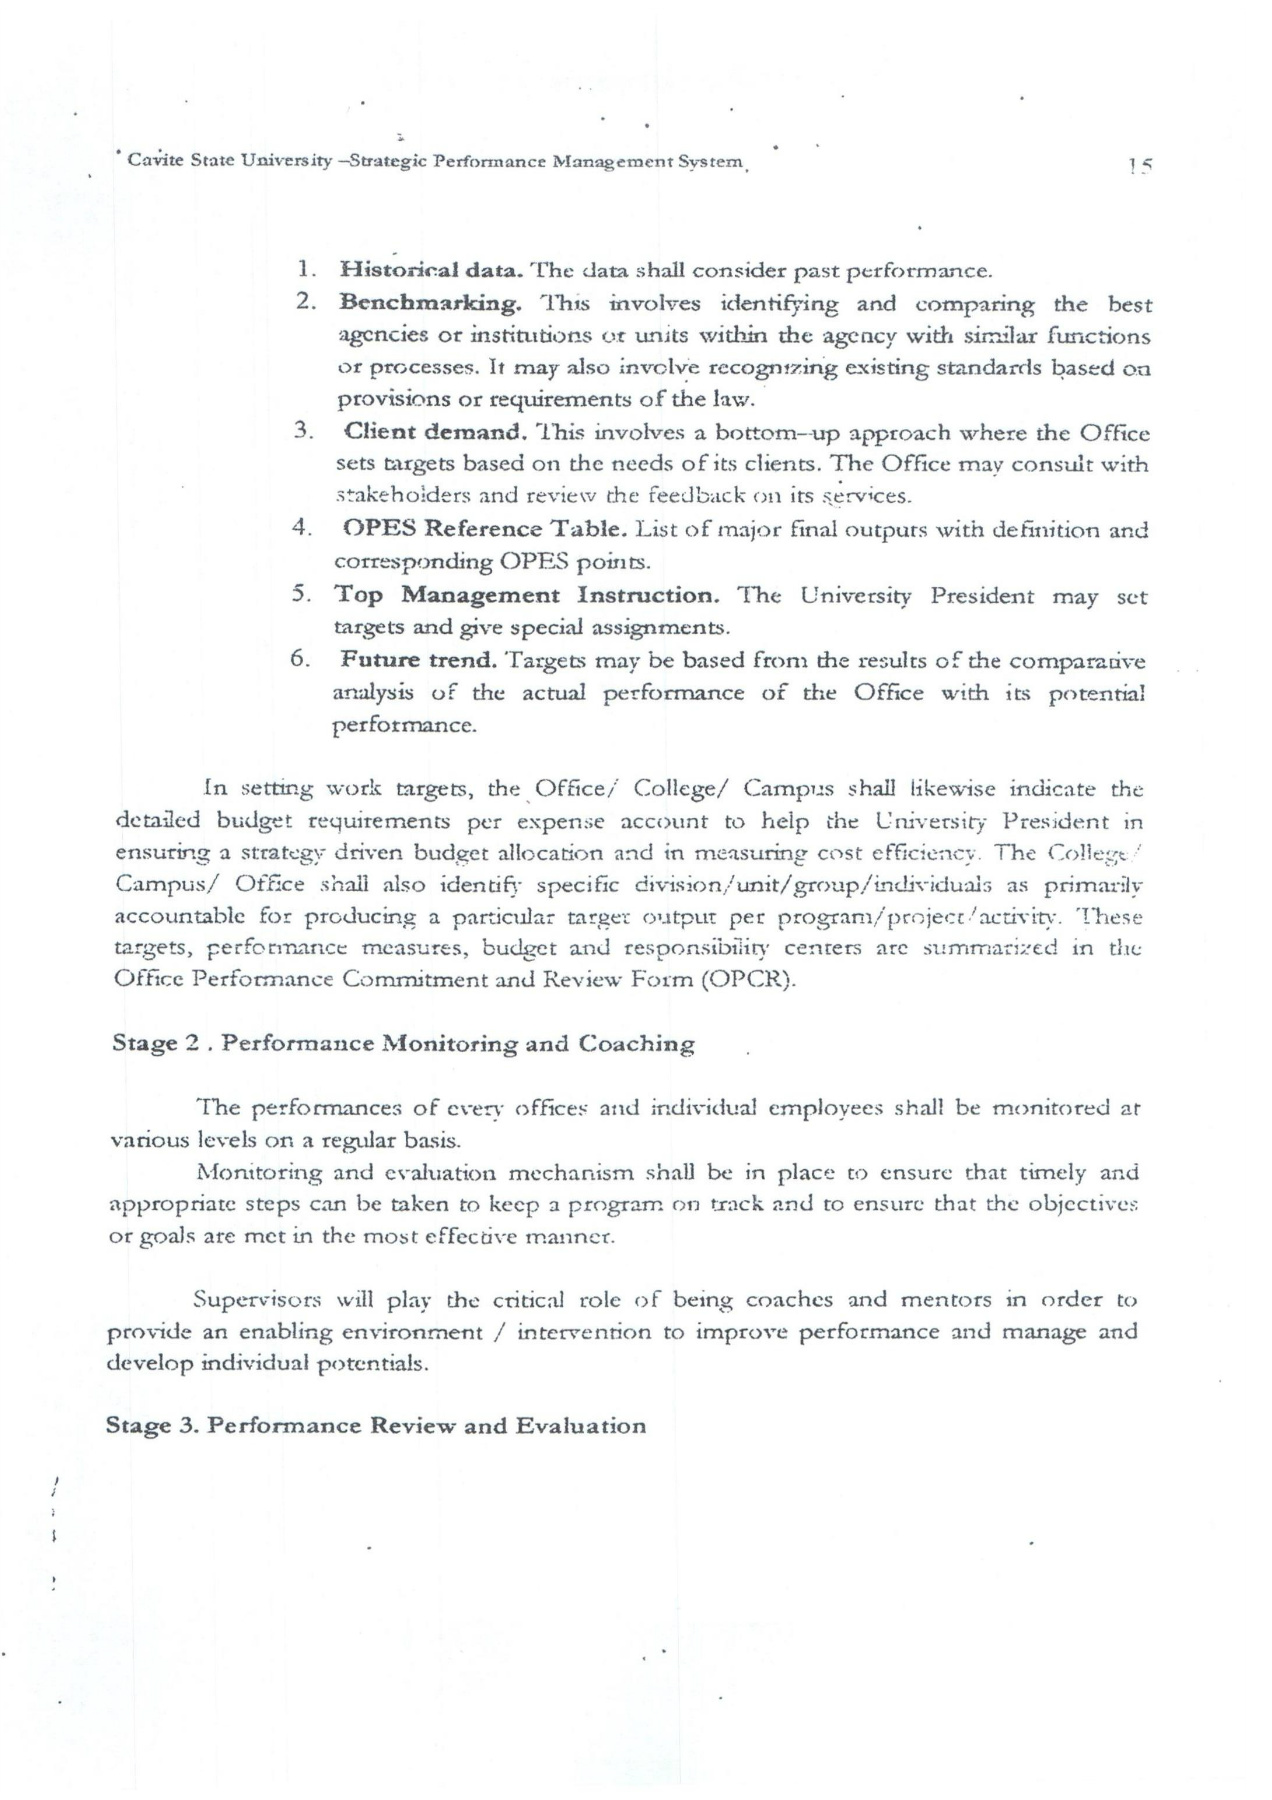 Cavite State University –Strategic Performance Management System
15
1. Historical data. The data shall consider past performance.
2. Benchmarking. This involves identifying and comparing the best
agencies or institutions or units within the agency with similar functions
or processes. It may also involve recognizing existing standards based on
provisions or requirements of the law.
3. Client demand. This involves a bottom–up approach where the Office
sets targets based on the needs of its clients. The Office may consult with
stakeholders and review the feedback on its services.
4. OPES Reference Table. List of major final outputs with definition and
corresponding OPES points.
5. Top Management Instruction. The University President may set
targets and give special assignments.
6. Future trend. Targets may be based from the results of the comparative
analysis of the actual performance of the Office with its potential
performance.
In setting work targets, the Office/ College/ Campus shall likewise indicate the
detailed budget requirements per expense account to help the University President in
ensuring a strategy driven budget allocation and in measuring cost efficiency. The College/
Campus/ Office shall also identify specific division/unit/group/individuals as primarily
accountable for producing a particular target output per program/project/activity. These
targets, performance measures, budget and responsibility centers are summarized in the
Office Performance Commitment and Review Form (OPCR).
Stage 2 . Performance Monitoring and Coaching
The performances of every offices and individual employees shall be monitored at
various levels on a regular basis.
Monitoring and evaluation mechanism shall be in place to ensure that timely and
appropriate steps can be taken to keep a program on track and to ensure that the objectives
or goals are met in the most effective manner.
Supervisors will play the critical role of being coaches and mentors in order to
provide an enabling environment / intervention to improve performance and manage and
develop individual potentials.
Stage 3. Performance Review and Evaluation